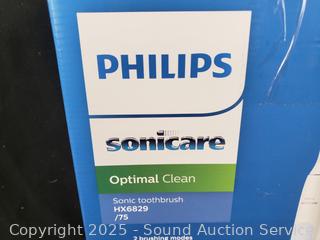 PHILIPS
sonicare
Optimal Clean
Sonic toothbrush
HX6829
/75
2 brushing modes
Copyright 2025 - Sound Auction Service